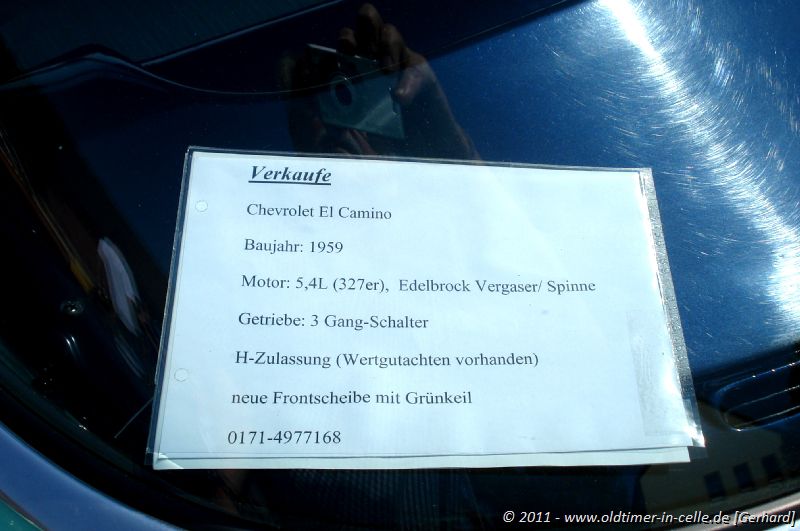 Verkaufe
Chevrolet El Camino
Baujahr: 1959
Motor: 5,4L (327er), Edelbrock Vergaser/ Spinne
Getriebe: 3 Gang-Schalter
H-Zulassung (Wertgutachten vorhanden)
neue Frontscheibe mit Grünkeil
0171-4977168
© 2011 - www.oldtimer-in-celle.de [Gerhard]